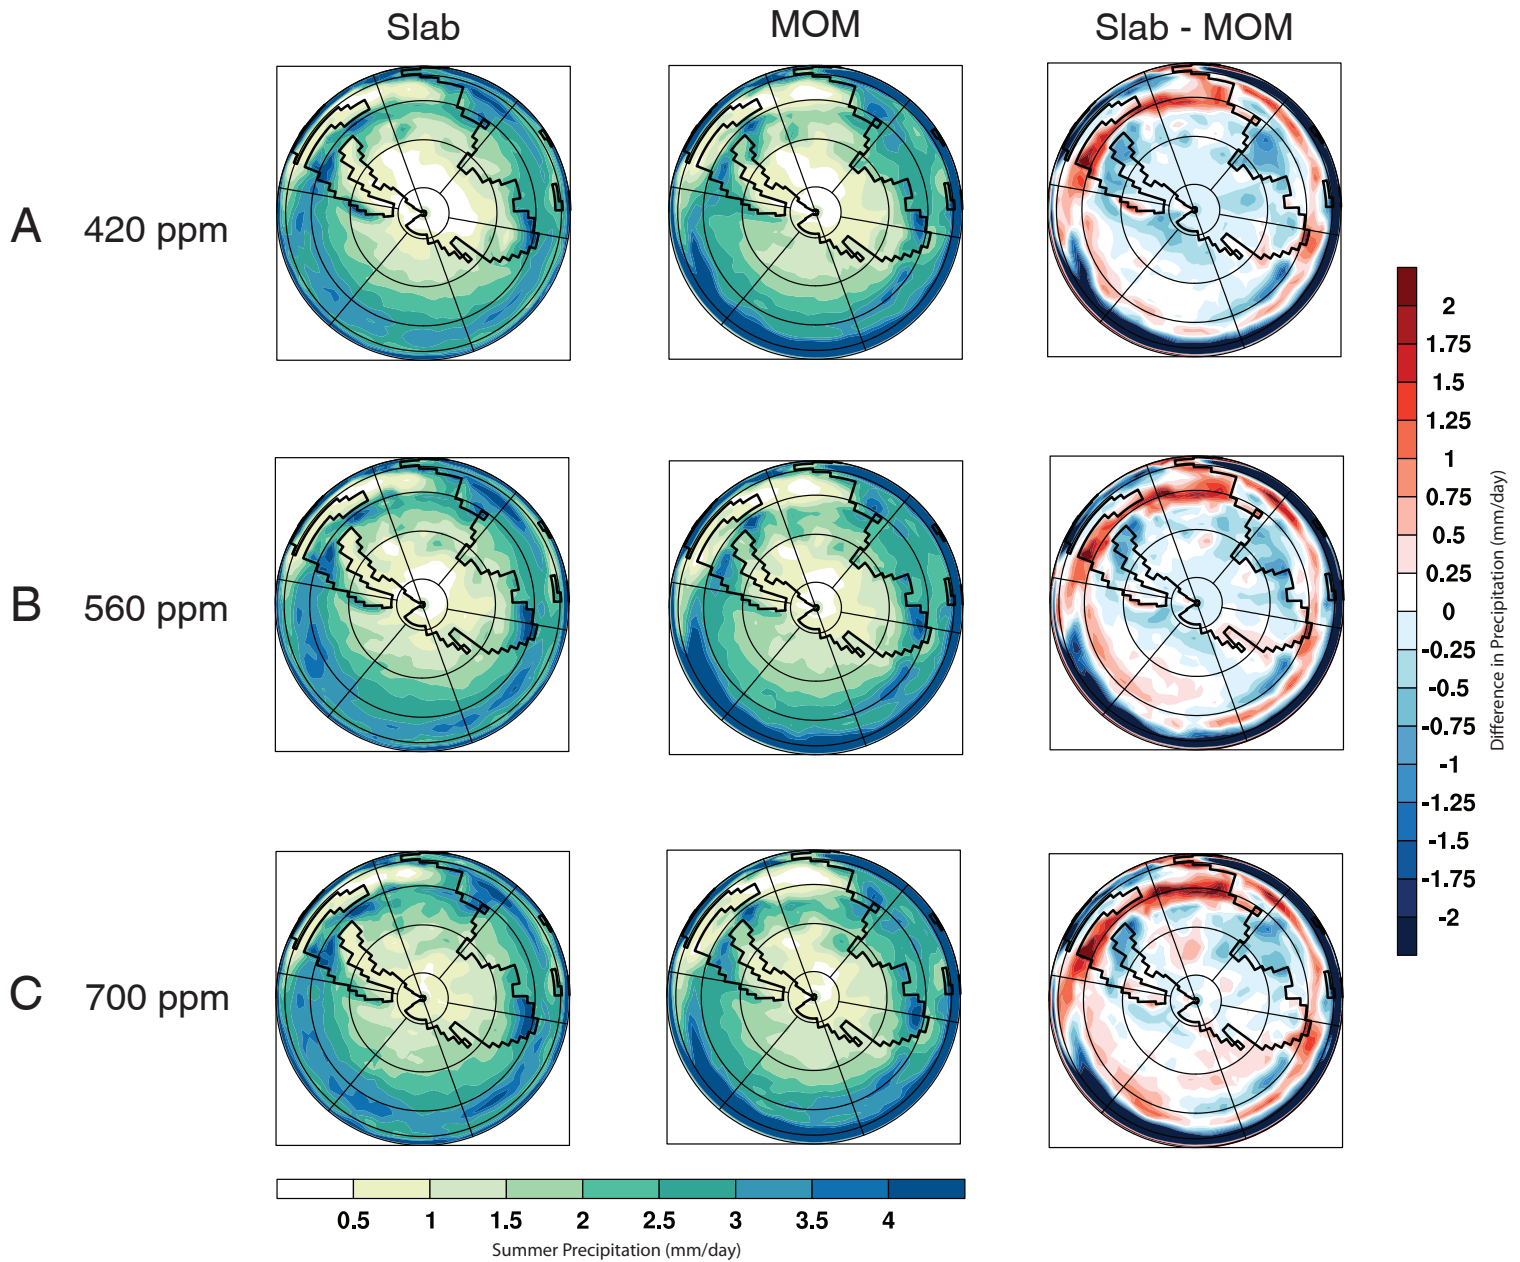 Slab MOM Slab - MOM
A 420 ppm
B 560 ppm
C 700 ppm
2
1.75
1.5
1.25
1
0.75
0.5
0.25
0
-0.25
-0.5
-0.75
-1
-1.25
-1.5
-1.75
-2
Difference in Precipitation (mm/day)
0.5 1 1.5 2 2.5 3 3.5 4
Summer Precipitation (mm/day)